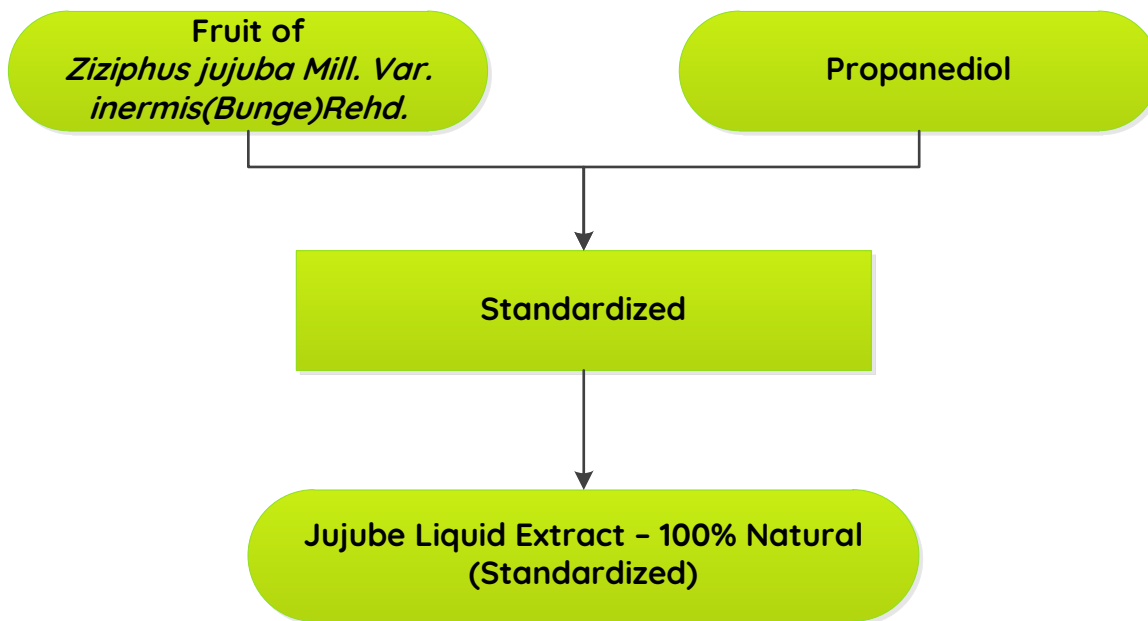 Fruit of
Ziziphus jujuba Mill. Var.
inermis(Bunge)Rehd.
Propanediol
Standardized
Jujube Liquid Extract – 100% Natural
(Standardized)